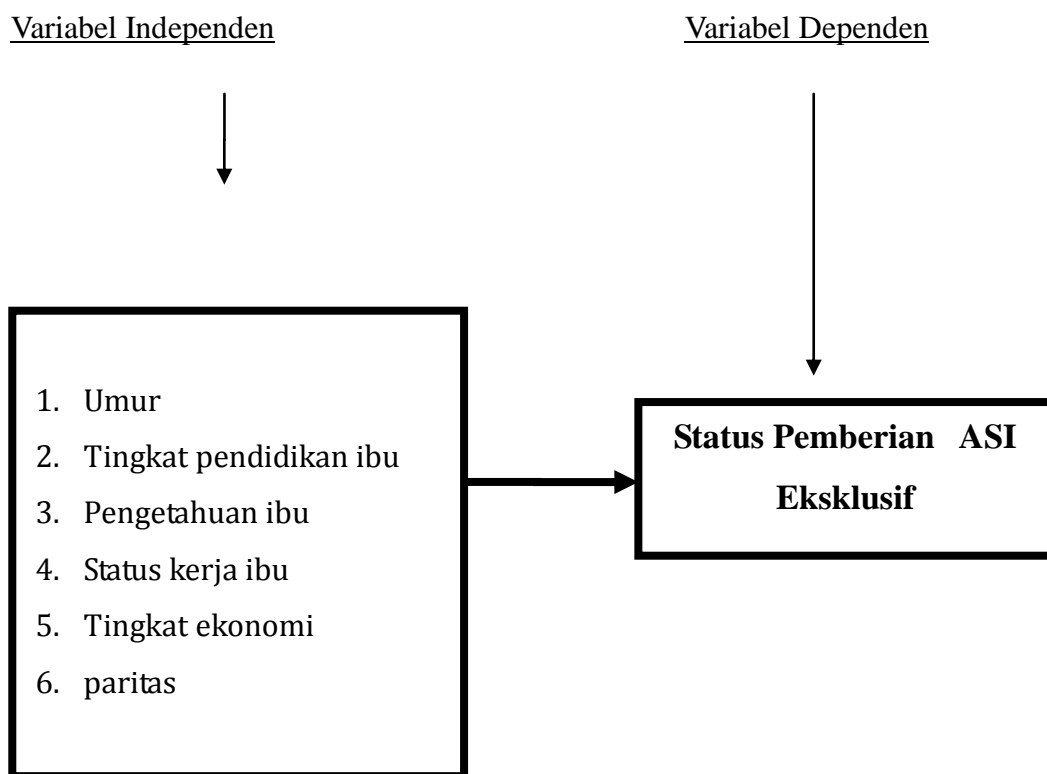 Variabel Independen
Variabel Dependen
1. Umur
2. Tingkat pendidikan ibu
3. Pengetahuan ibu
4. Status kerja ibu
5. Tingkat ekonomi
6. paritas
Status Pemberian ASI
Eksklusif